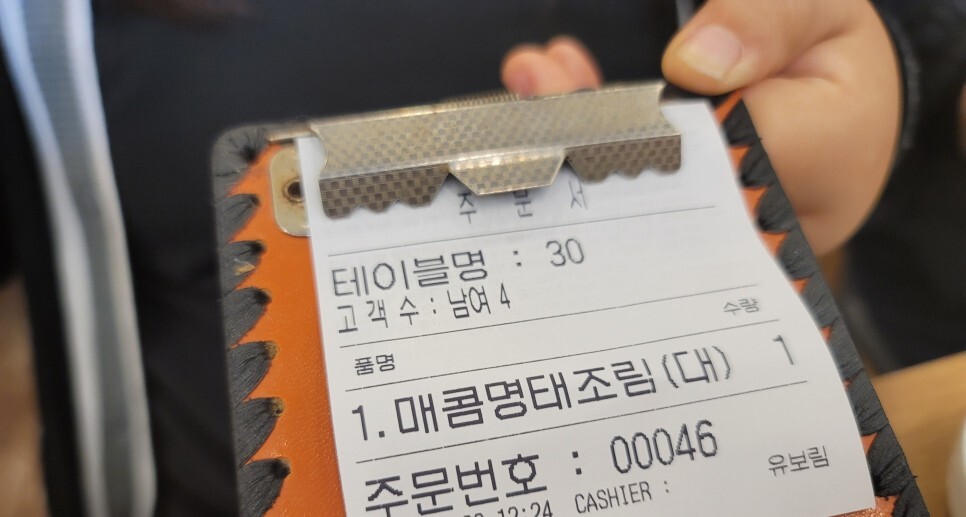 주 문 서
테이블명 : 30
고 객 수 : 남여 4
품명 수량
1. 매콤명태조림(대) 1
주문번호 : 00046
12:24 CASHIER : 유보림